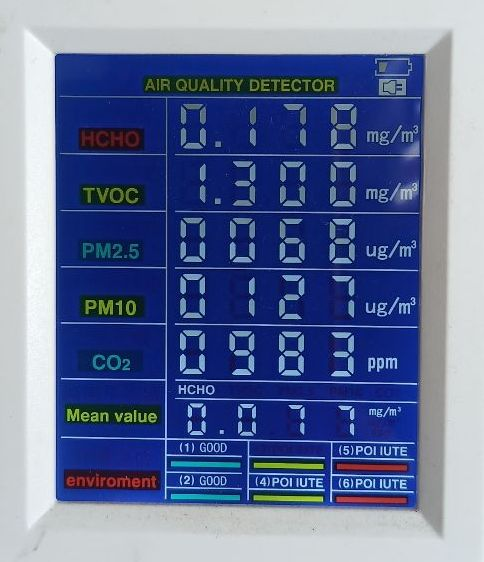 AIR QUALITY DETECTOR
HCHO 0.178 mg/m³
TVOC 1.300 mg/m³
PM2.5 0068 ug/m³
PM10 0127 ug/m³
CO2 0983 ppm
HCHO
Mean value 0.077 mg/m³
(1) GOOD (5)POI IUTE
enviroment (2) GOOD (4)POI IUTE (6)POI IUTE